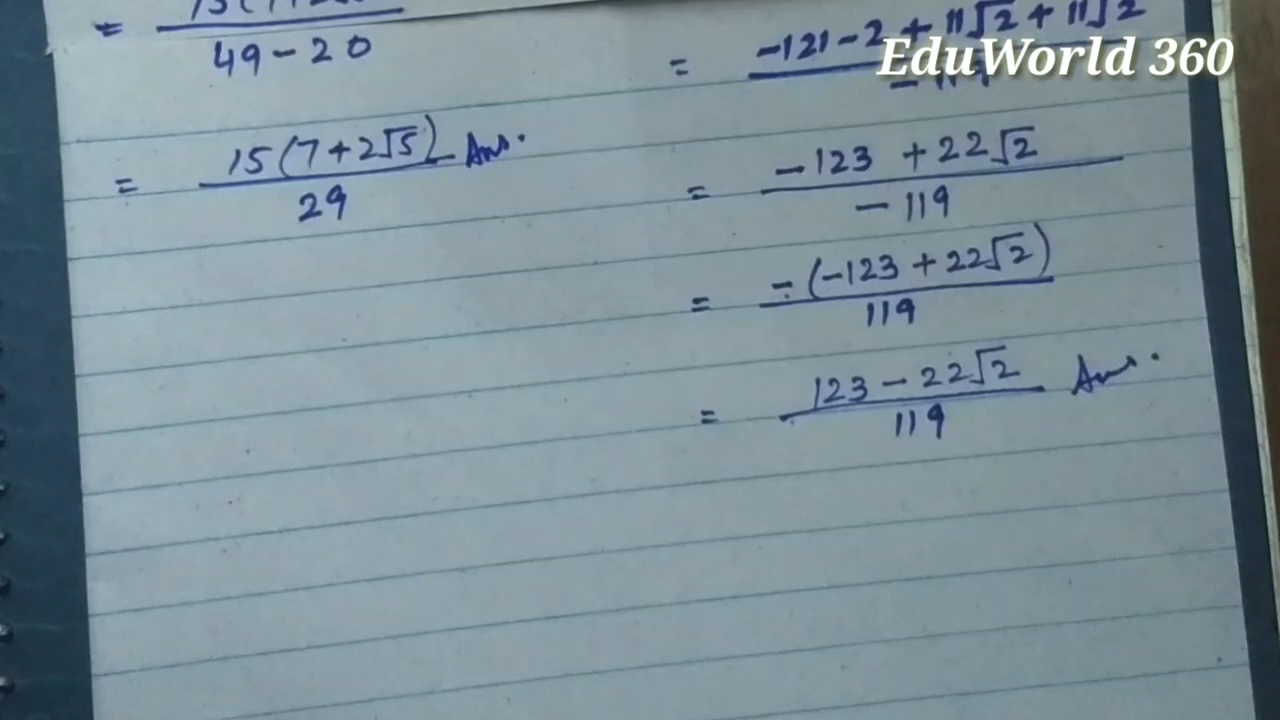 = 
49 - 20
= 15(7+2√5) Ans.
29
= -121-2 + 11√2 + 11√2
EduWorld 360
= -123 + 22√2
-119
= -(-123 + 22√2)
119
= 123 - 22√2 Ans.
119